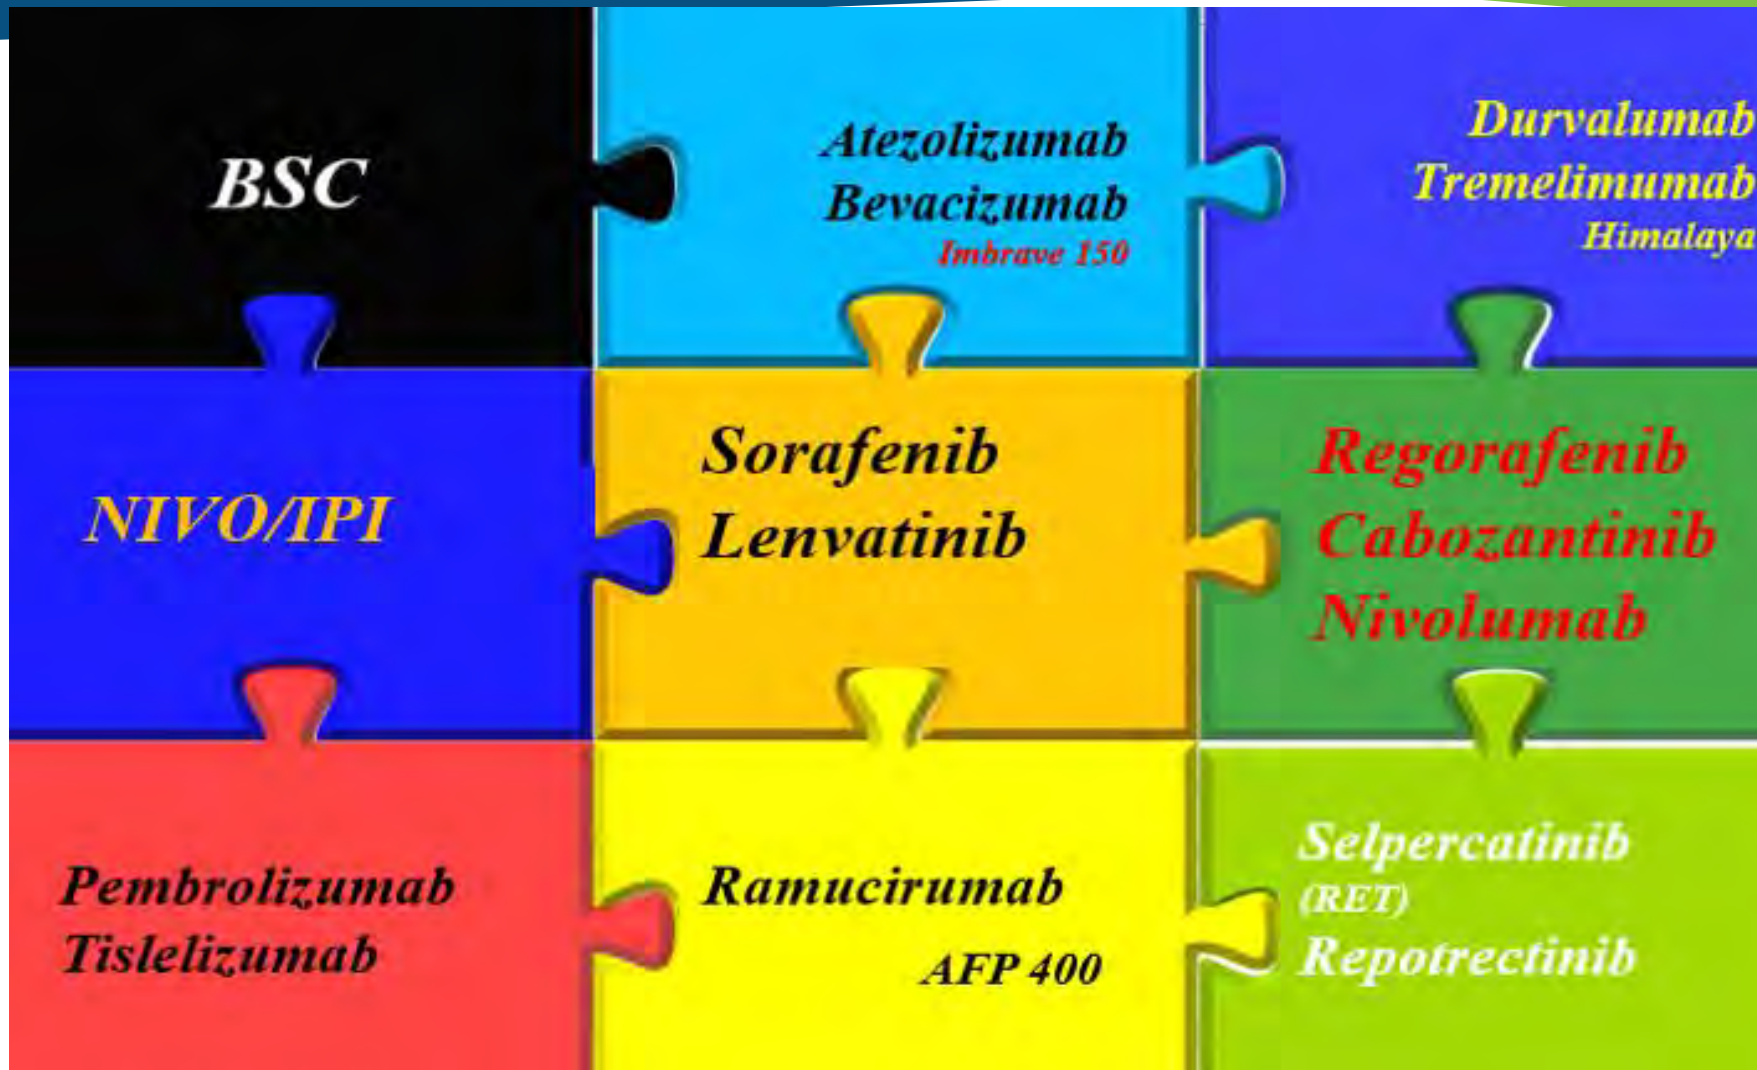 BSC
Atezolizumab
Bevacizumab
Imbrave 150
Durvalumab
Tremelimumab
Himalaya
NIVO/IPI
Sorafenib
Lenvatinib
Regorafenib
Cabozantinib
Nivolumab
Pembrolizumab
Tislelizumab
Ramucirumab
AFP 400
Selpercatinib
(RET)
Repotrectinib